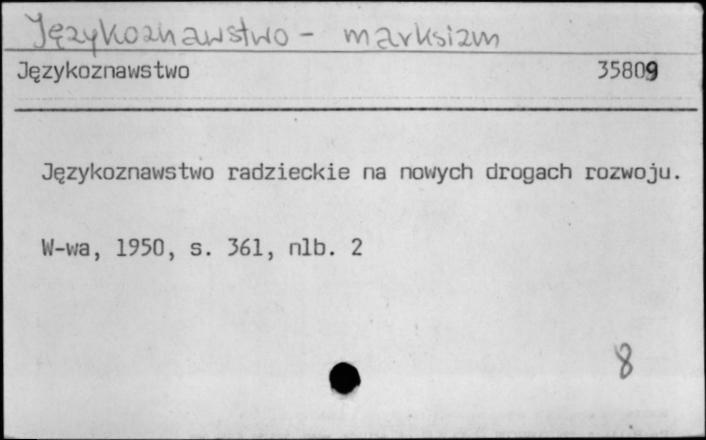 Językoznawstwo - marksizm
Językoznawstwo 35809
Językoznawstwo radzieckie na nowych drogach rozwoju.
W-wa, 1950, s. 361, nlb. 2
8